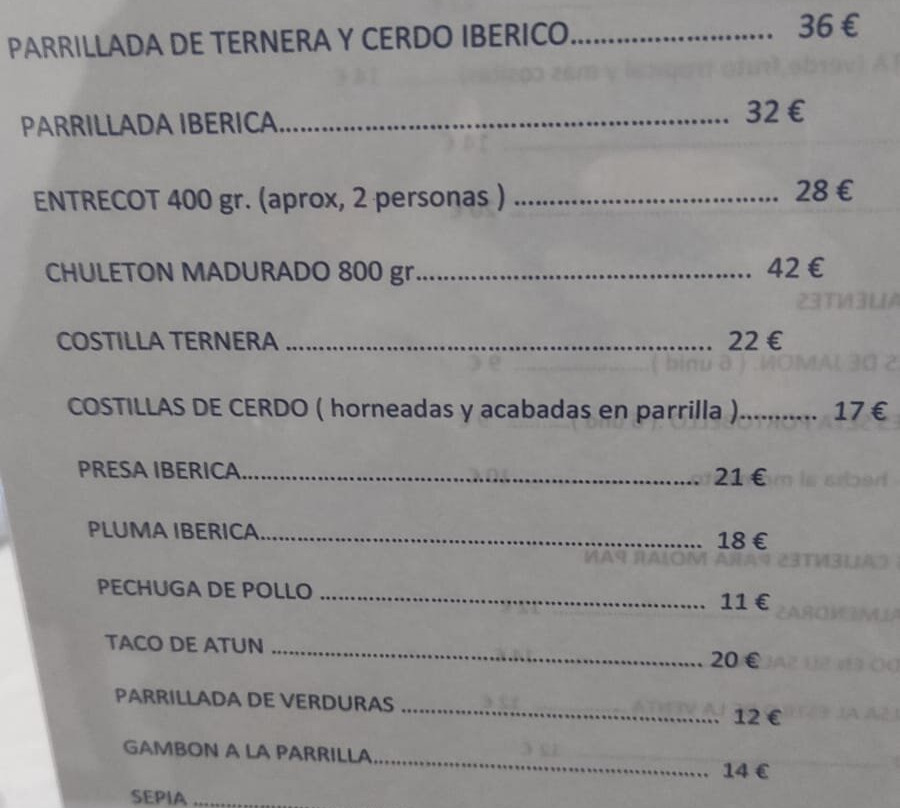 PARRILLADA DE TERNERA Y CERDO IBERICO............................ 36 €
PARRILLADA IBERICA................................................................ 32 €
ENTRECOT 400 gr. (aprox, 2 personas ) ..................................... 28 €
CHULETON MADURADO 800 gr................................................ 42 €
COSTILLA TERNERA ............................................................... 22 €
COSTILLAS DE CERDO ( horneadas y acabadas en parrilla )............ 17 €
PRESA IBERICA................................................................... 21 €
PLUMA IBERICA.................................................................. 18 €
PECHUGA DE POLLO .......................................................... 11 €
TACO DE ATUN ................................................................. 20 €
PARRILLADA DE VERDURAS ................................................ 12 €
GAMBON A LA PARRILLA.................................................... 14 €
SEPIA ....................